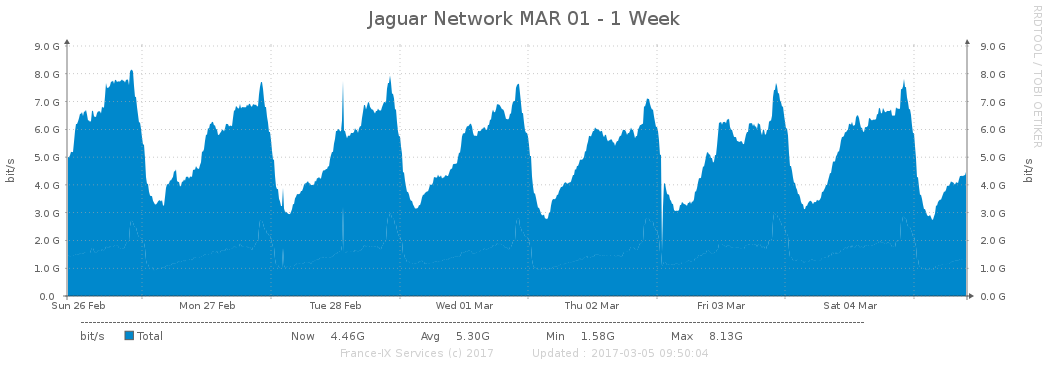 Jaguar Network MAR 01 - 1 Week
RRDTOOL / TOBI OETIKER
9.0 G 9.0 G
8.0 G 8.0 G
7.0 G 7.0 G
6.0 G 6.0 G
5.0 G 5.0 G
4.0 G 4.0 G
3.0 G 3.0 G
2.0 G 2.0 G
1.0 G 1.0 G
0.0 0.0 G
bit/s
bit/s
Sun 26 Feb Mon 27 Feb Tue 28 Feb Wed 01 Mar Thu 02 Mar Fri 03 Mar Sat 04 Mar
bit/s Total Now 4.46G Avg 5.30G Min 1.58G Max 8.13G
France-IX Services (c) 2017 Updated : 2017-03-05 09:50:04